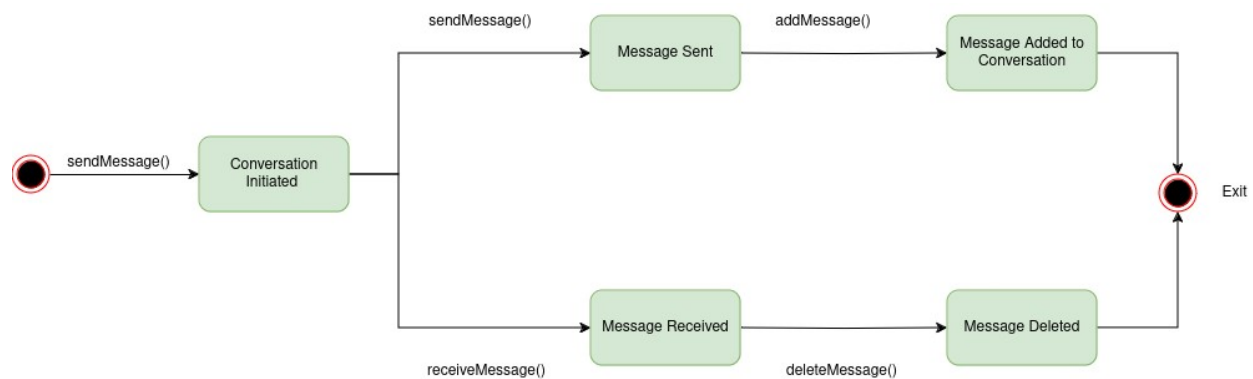 sendMessage()
Conversation
Initiated
sendMessage()
Message Sent
addMessage()
Message Added to
Conversation
receiveMessage()
Message Received
deleteMessage()
Message Deleted
Exit